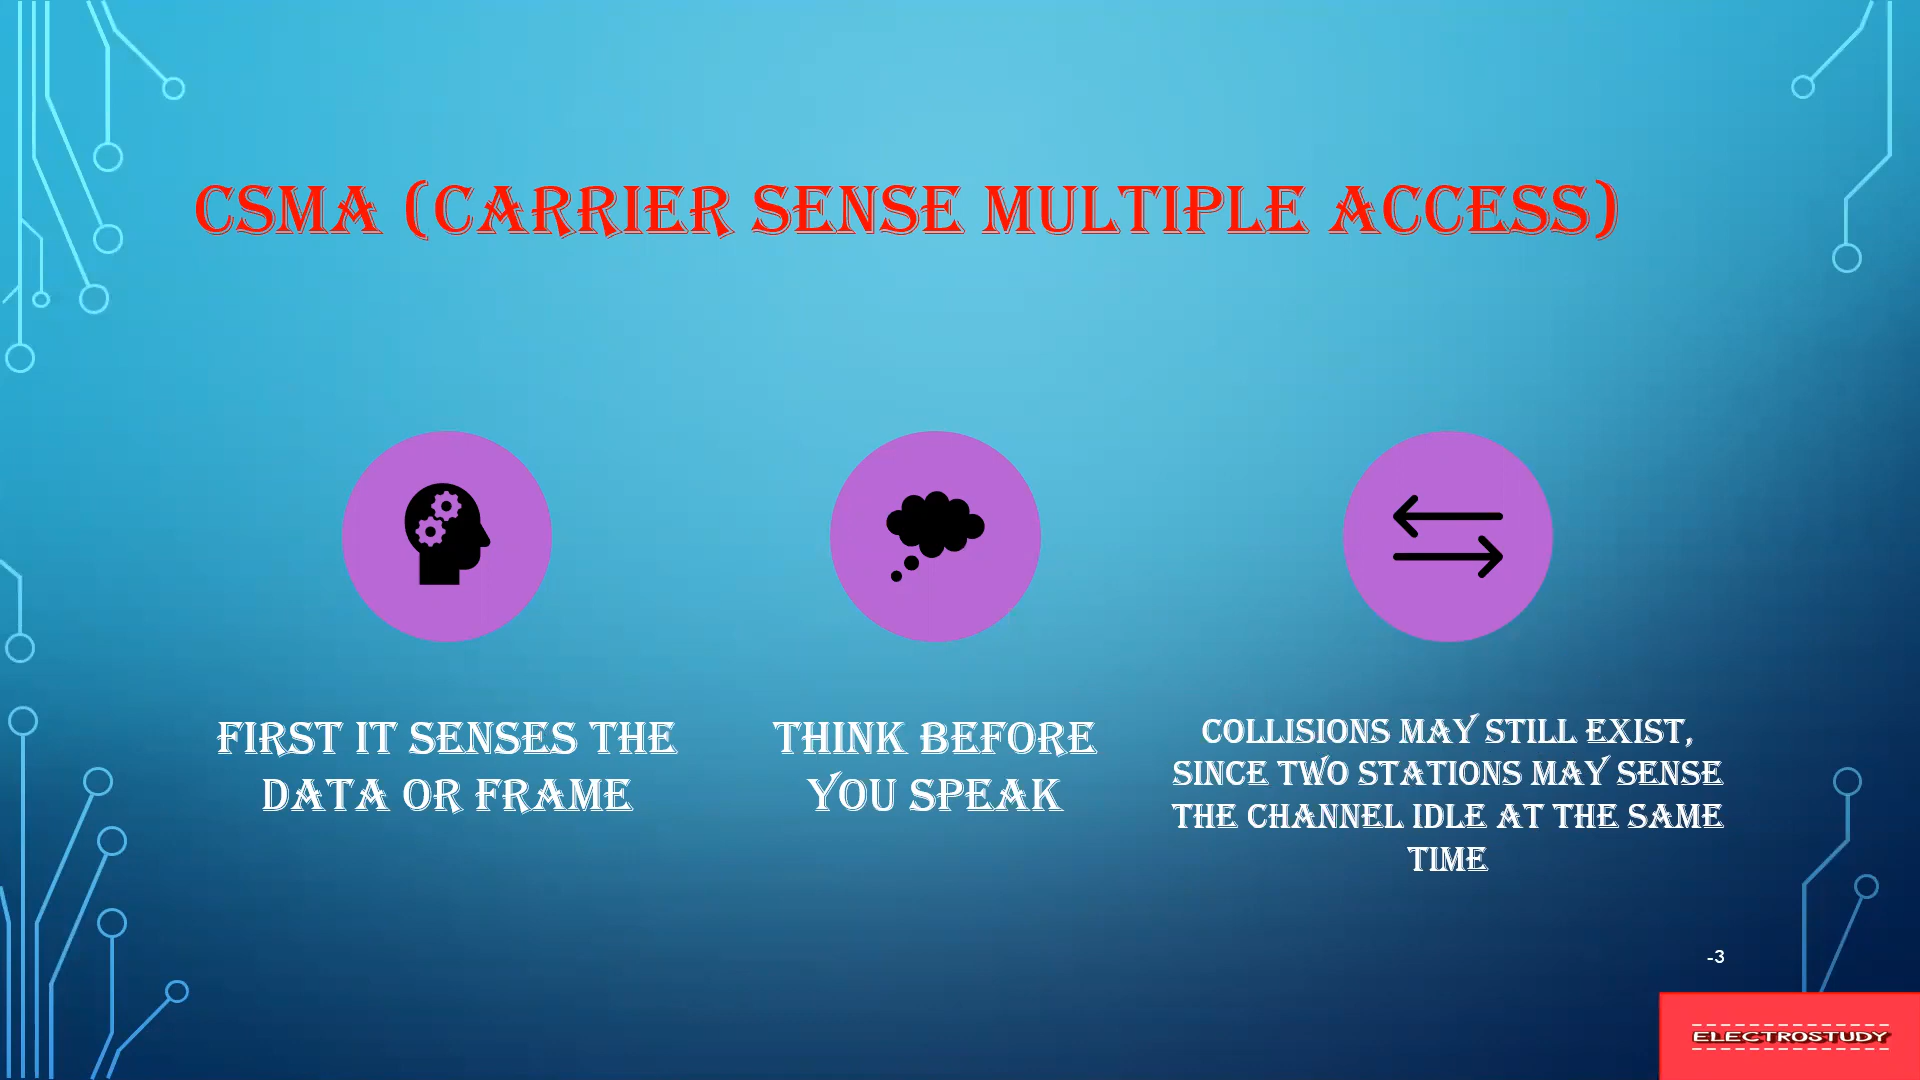 CSMA (CARRIER SENSE MULTIPLE ACCESS)
FIRST IT SENSES THE
DATA OR FRAME
THINK BEFORE
YOU SPEAK
COLLISIONS MAY STILL EXIST,
SINCE TWO STATIONS MAY SENSE
THE CHANNEL IDLE AT THE SAME
TIME
-3
ELECTROSTUDY